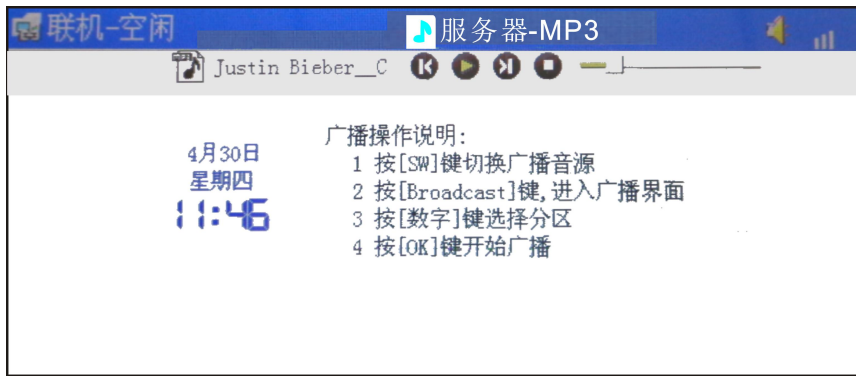 联机-空闲
服务器-MP3
Justin Bieber__C
广播操作说明:
4月30日
1 按[SW]键切换广播音源
星期四
2 按[Broadcast]键,进入广播界面
11:46
3 按[数字]键选择分区
4 按[OK]键开始广播